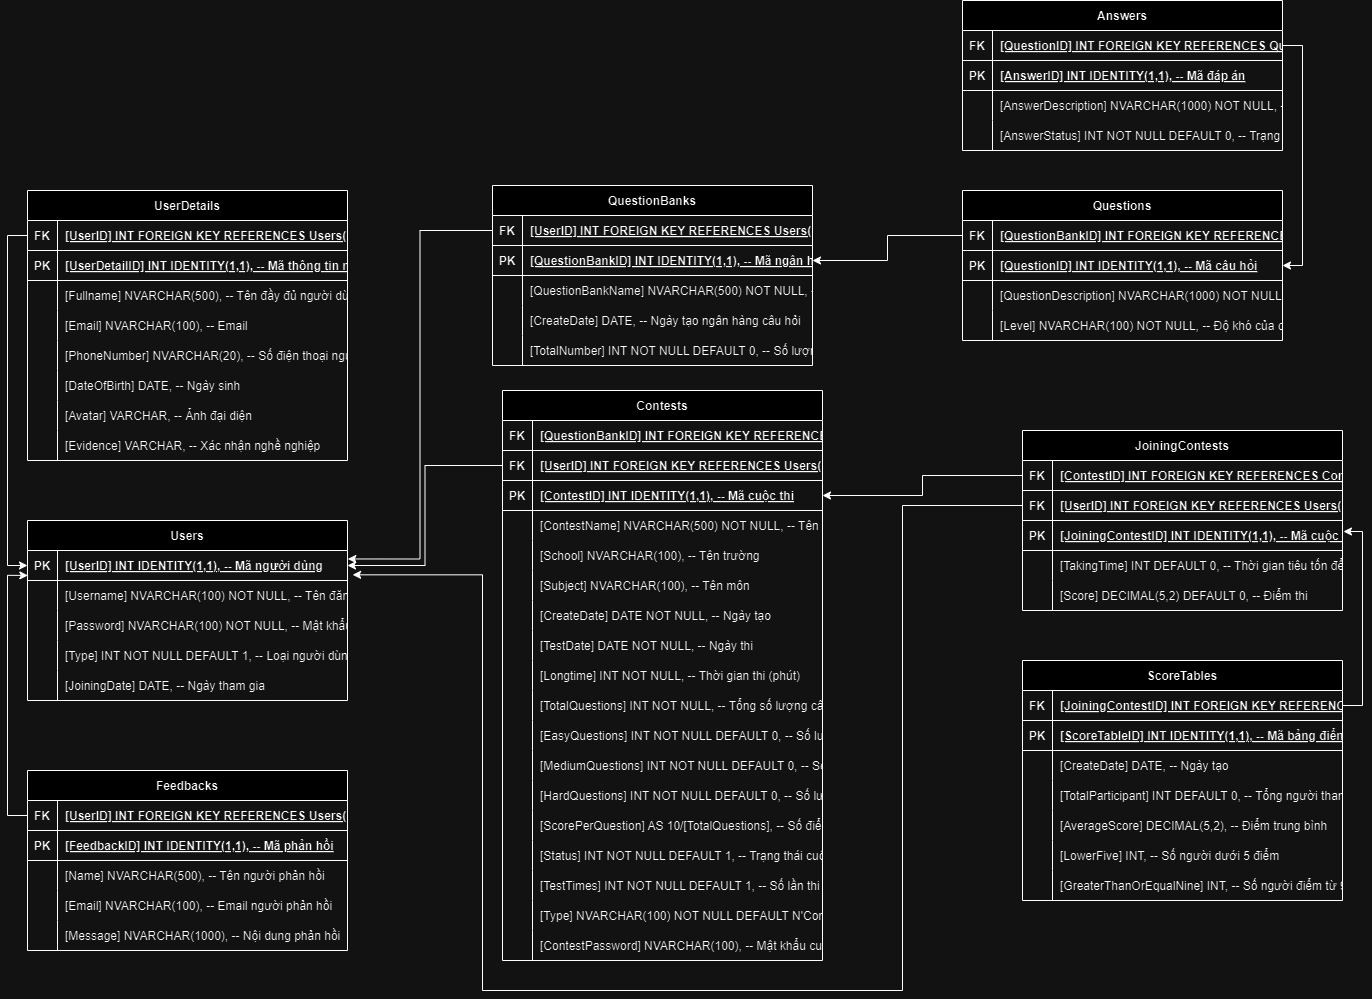 Answers
FK [QuestionID] INT FOREIGN KEY REFERENCES
PK [AnswerID] INT IDENTITY(1,1), -- Mã đáp án
[AnswerDescription] NVARCHAR(1000) NOT NULL,
[AnswerStatus] INT NOT NULL DEFAULT 0, -- Trạng
UserDetails
FK [UserID] INT FOREIGN KEY REFERENCES Users(
PK [UserDetailID] INT IDENTITY(1,1), -- Mã thông tin
[Fullname] NVARCHAR(500), -- Tên đầy đủ người
[Email] NVARCHAR(100), -- Email
[PhoneNumber] NVARCHAR(20), -- Số điện thoại
[DateOfBirth] DATE, -- Ngày sinh
[Avatar] VARCHAR, -- Ảnh đại diện
[Evidence] VARCHAR, -- Xác nhận nghề nghiệp
QuestionBanks
FK [UserID] INT FOREIGN KEY REFERENCES Users(
PK [QuestionBankID] INT IDENTITY(1,1), -- Mã ngân
[QuestionBankName] NVARCHAR(500) NOT NULL,
[CreateDate] DATE, -- Ngày tạo ngân hàng câu hỏi
[TotalNumber] INT NOT NULL DEFAULT 0, -- Số
Questions
FK [QuestionBankID] INT FOREIGN KEY
PK [QuestionID] INT IDENTITY(1,1), -- Mã câu hỏi
[QuestionDescription] NVARCHAR(1000) NOT NULL
[Level] NVARCHAR(100) NOT NULL, -- Độ khó của
Contests
FK [QuestionBankID] INT FOREIGN KEY
FK [UserID] INT FOREIGN KEY REFERENCES Users(
PK [ContestID] INT IDENTITY(1,1), -- Mã cuộc thi
[ContestName] NVARCHAR(500) NOT NULL, -- Tên
[School] NVARCHAR(100), -- Tên trường
[Subject] NVARCHAR(100), -- Tên môn
[CreateDate] DATE NOT NULL, -- Ngày tạo
[TestDate] DATE NOT NULL, -- Ngày thi
[Longtime] INT NOT NULL, -- Thời gian thi (phút)
[TotalQuestions] INT NOT NULL, -- Tổng số lượng
[EasyQuestions] INT NOT NULL DEFAULT 0, -- Số
[MediumQuestions] INT NOT NULL DEFAULT 0, --
[HardQuestions] INT NOT NULL DEFAULT 0, -- Số
[ScorePerQuestion] AS 10/[TotalQuestions], -- Số
[Status] INT NOT NULL DEFAULT 1, -- Trạng thái
[TestTimes] INT NOT NULL DEFAULT 1, -- Số lần thi
[Type] NVARCHAR(100) NOT NULL DEFAULT
[ContestPassword] NVARCHAR(100), -- Mật khẩu
JoiningContests
FK [ContestID] INT FOREIGN KEY REFERENCES
FK [UserID] INT FOREIGN KEY REFERENCES Users(
PK [JoiningContestID] INT IDENTITY(1,1), -- Mã cuộc
[TakingTime] INT DEFAULT 0, -- Thời gian tiêu tốn
[Score] DECIMAL(5,2) DEFAULT 0, -- Điểm thi
Users
PK [UserID] INT IDENTITY(1,1), -- Mã người dùng
[Username] NVARCHAR(100) NOT NULL, -- Tên
[Password] NVARCHAR(100) NOT NULL, -- Mật
[Type] INT NOT NULL DEFAULT 1, -- Loại người
[JoiningDate] DATE, -- Ngày tham gia
ScoreTables
FK [JoiningContestID] INT FOREIGN KEY
PK [ScoreTableID] INT IDENTITY(1,1), -- Mã bảng
[CreateDate] DATE, -- Ngày tạo
[TotalParticipant] INT DEFAULT 0, -- Tổng người
[AverageScore] DECIMAL(5,2), -- Điểm trung bình
[LowerFive] INT, -- Số người dưới 5 điểm
[GreaterThanOrEqualNine] INT, -- Số người điểm từ
Feedbacks
FK [UserID] INT FOREIGN KEY REFERENCES Users(
PK [FeedbackID] INT IDENTITY(1,1), -- Mã phản hồi
[Name] NVARCHAR(500), -- Tên người phản hồi
[Email] NVARCHAR(100), -- Email người phản hồi
[Message] NVARCHAR(1000), -- Nội dung phản hồi